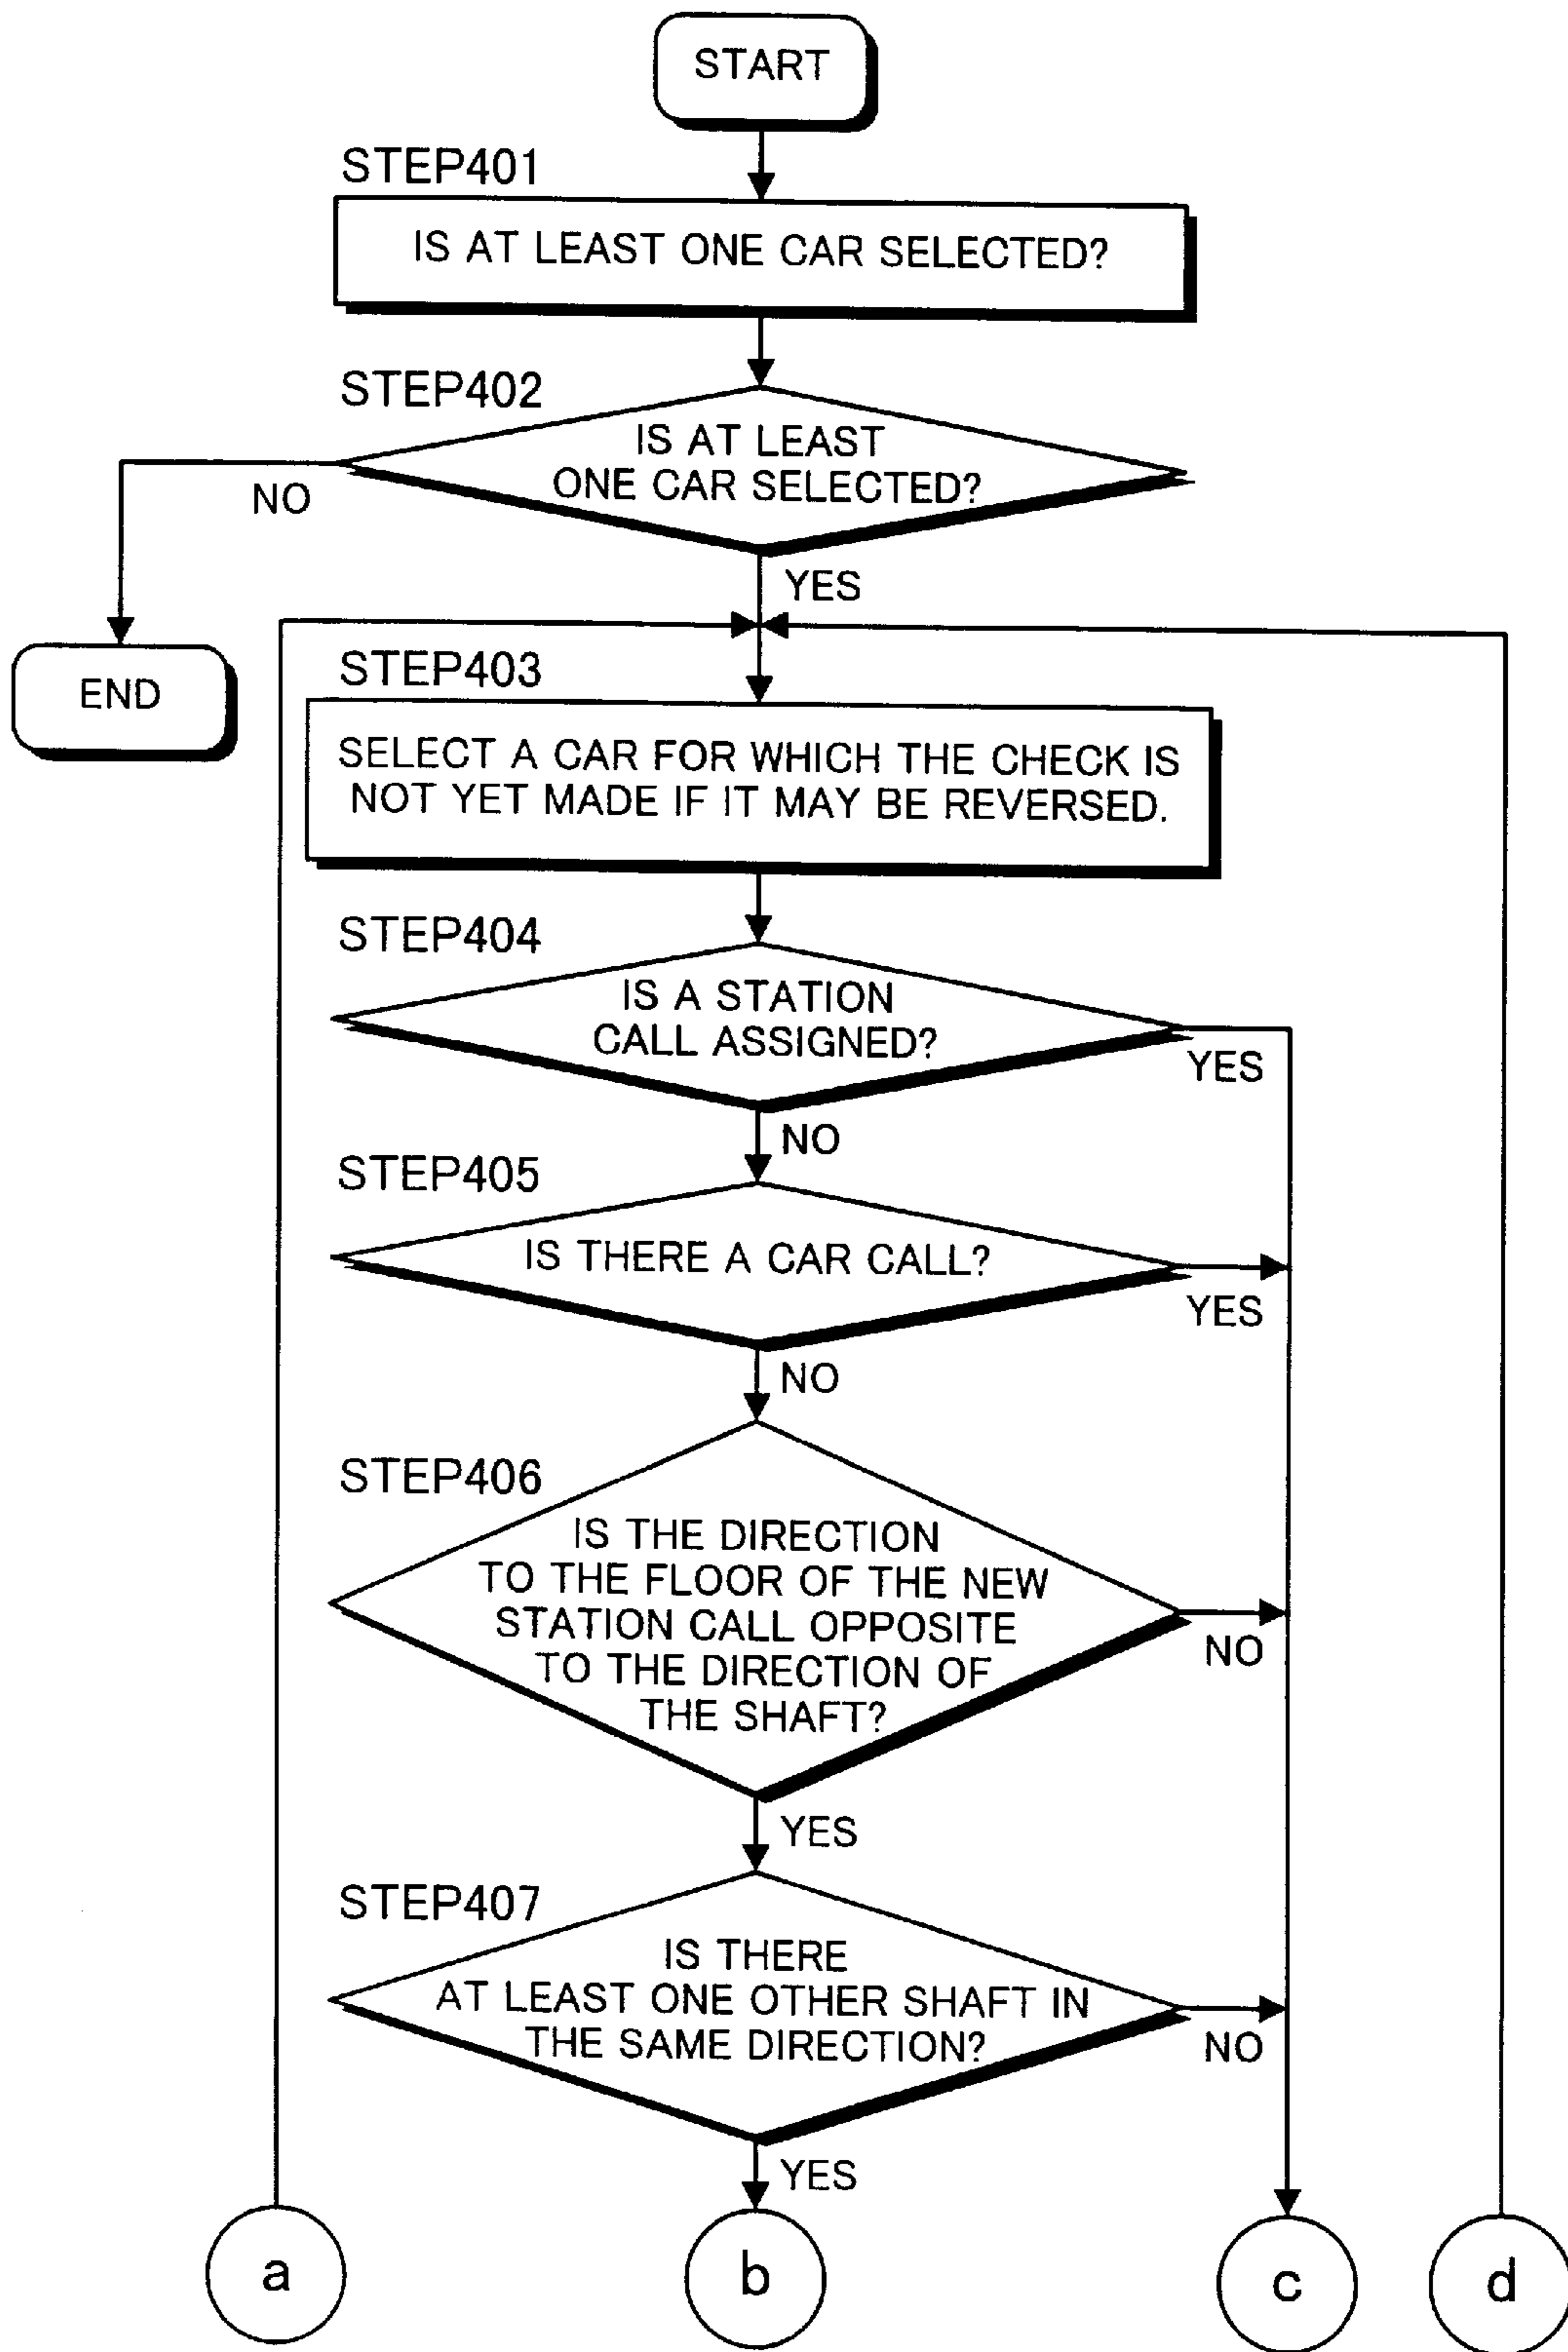 START
STEP401
IS AT LEAST ONE CAR SELECTED?
STEP402
IS AT LEAST
ONE CAR SELECTED?
NO
YES
END
STEP403
SELECT A CAR FOR WHICH THE CHECK IS
NOT YET MADE IF IT MAY BE REVERSED.
STEP404
IS A STATION
CALL ASSIGNED?
YES
NO
STEP405
IS THERE A CAR CALL?
YES
NO
STEP406
IS THE DIRECTION
TO THE FLOOR OF THE NEW
STATION CALL OPPOSITE
TO THE DIRECTION OF
THE SHAFT?
NO
YES
STEP407
IS THERE
AT LEAST ONE OTHER SHAFT IN
THE SAME DIRECTION?
NO
YES
a
b
c
d